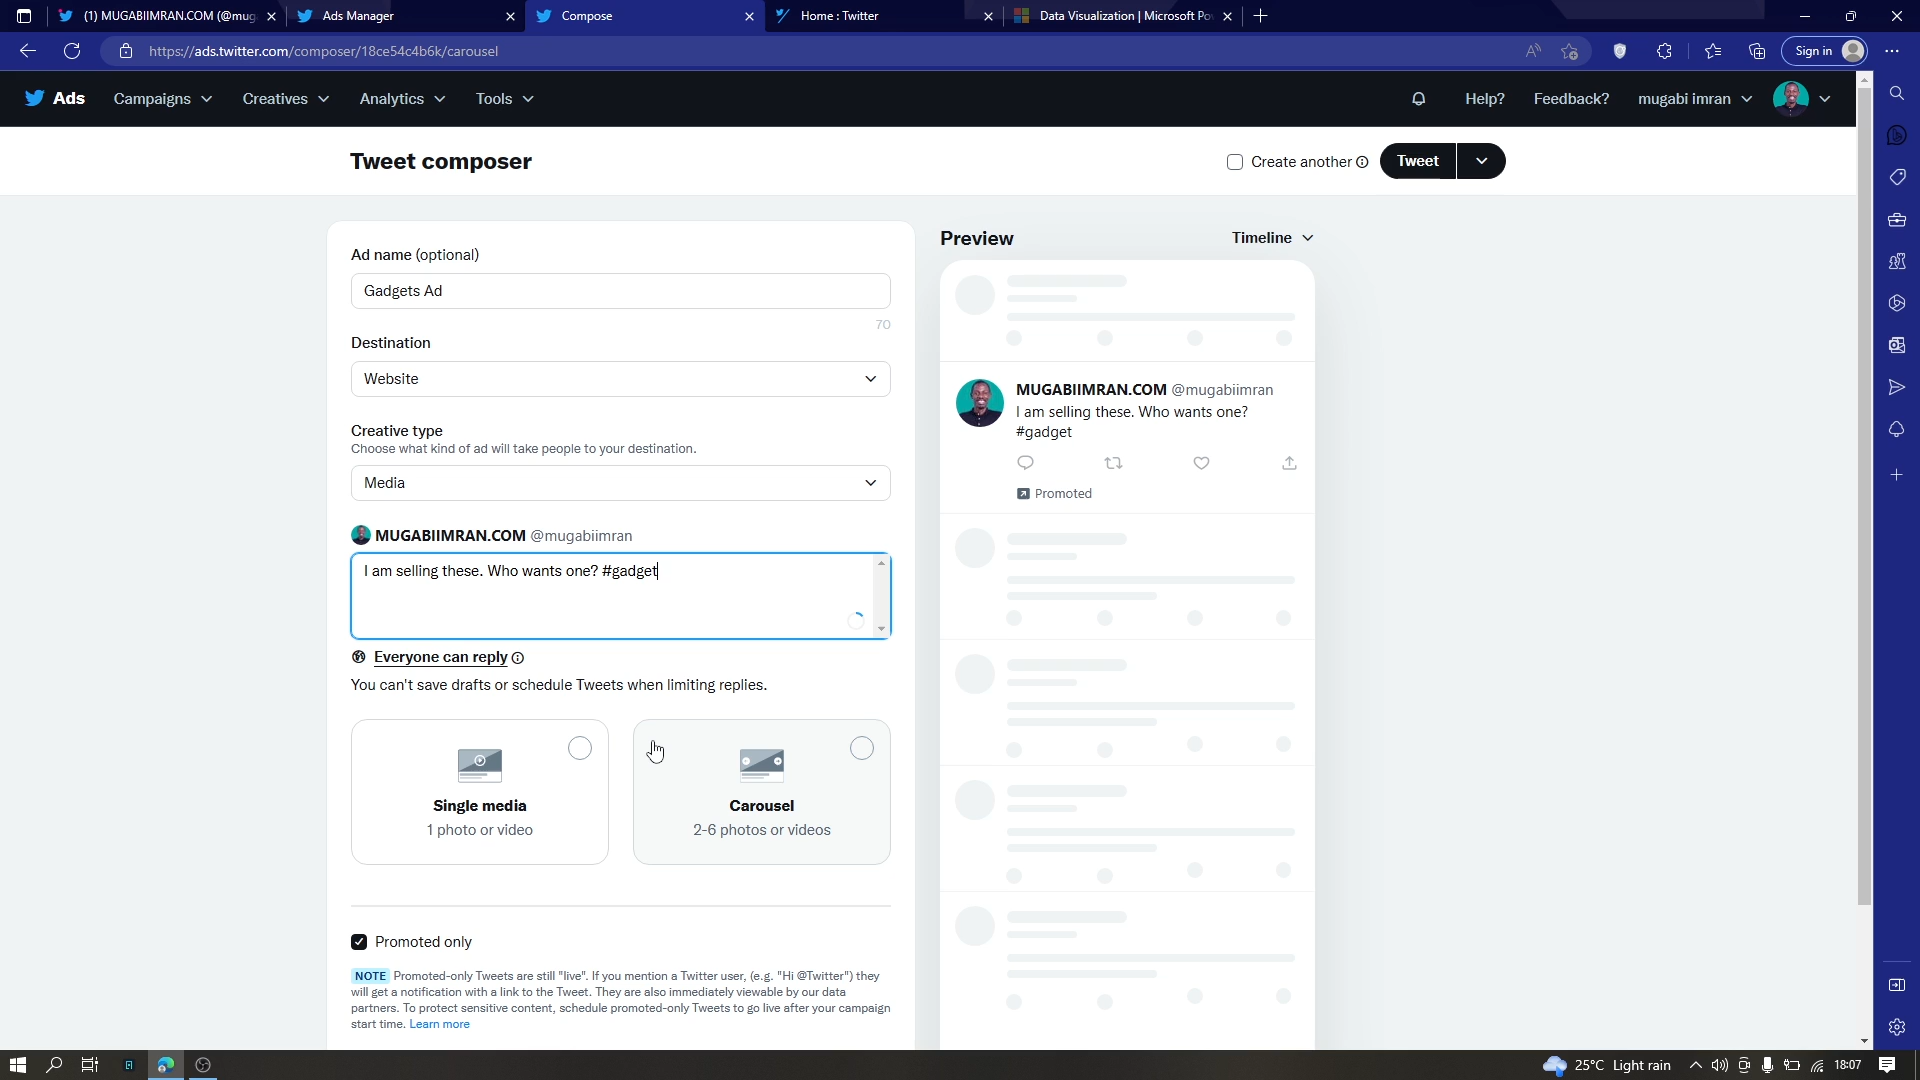 (1) MUGABIIMRAN.COM (@mug
Ads Manager
Compose
Home : Twitter
Data Visualization | Microsoft Po
https://ads.twitter.com/composer/18ce54c4b6k/carousel
Sign in
Ads
Campaigns
Creatives
Analytics
Tools
Help?
Feedback?
mugabi imran
Tweet composer
Create another
Tweet
Ad name (optional)
Gadgets Ad
70
Destination
Website
Creative type
Choose what kind of ad will take people to your destination.
Media
MUGABIIMRAN.COM @mugabiimran
I am selling these. Who wants one? #gadget
Everyone can reply
You can't save drafts or schedule Tweets when limiting replies.
Single media
1 photo or video
Carousel
2-6 photos or videos
Promoted only
NOTE Promoted-only Tweets are still "live". If you mention a Twitter user, (e.g. "Hi @Twitter") they
will get a notification with a link to the Tweet. They are also immediately viewable by our data
partners. To protect sensitive content, schedule promoted-only Tweets to go live after your campaign
start time. Learn more
Preview
Timeline
MUGABIIMRAN.COM @mugabiimran
I am selling these. Who wants one?
#gadget
Promoted
25°C Light rain
18:07